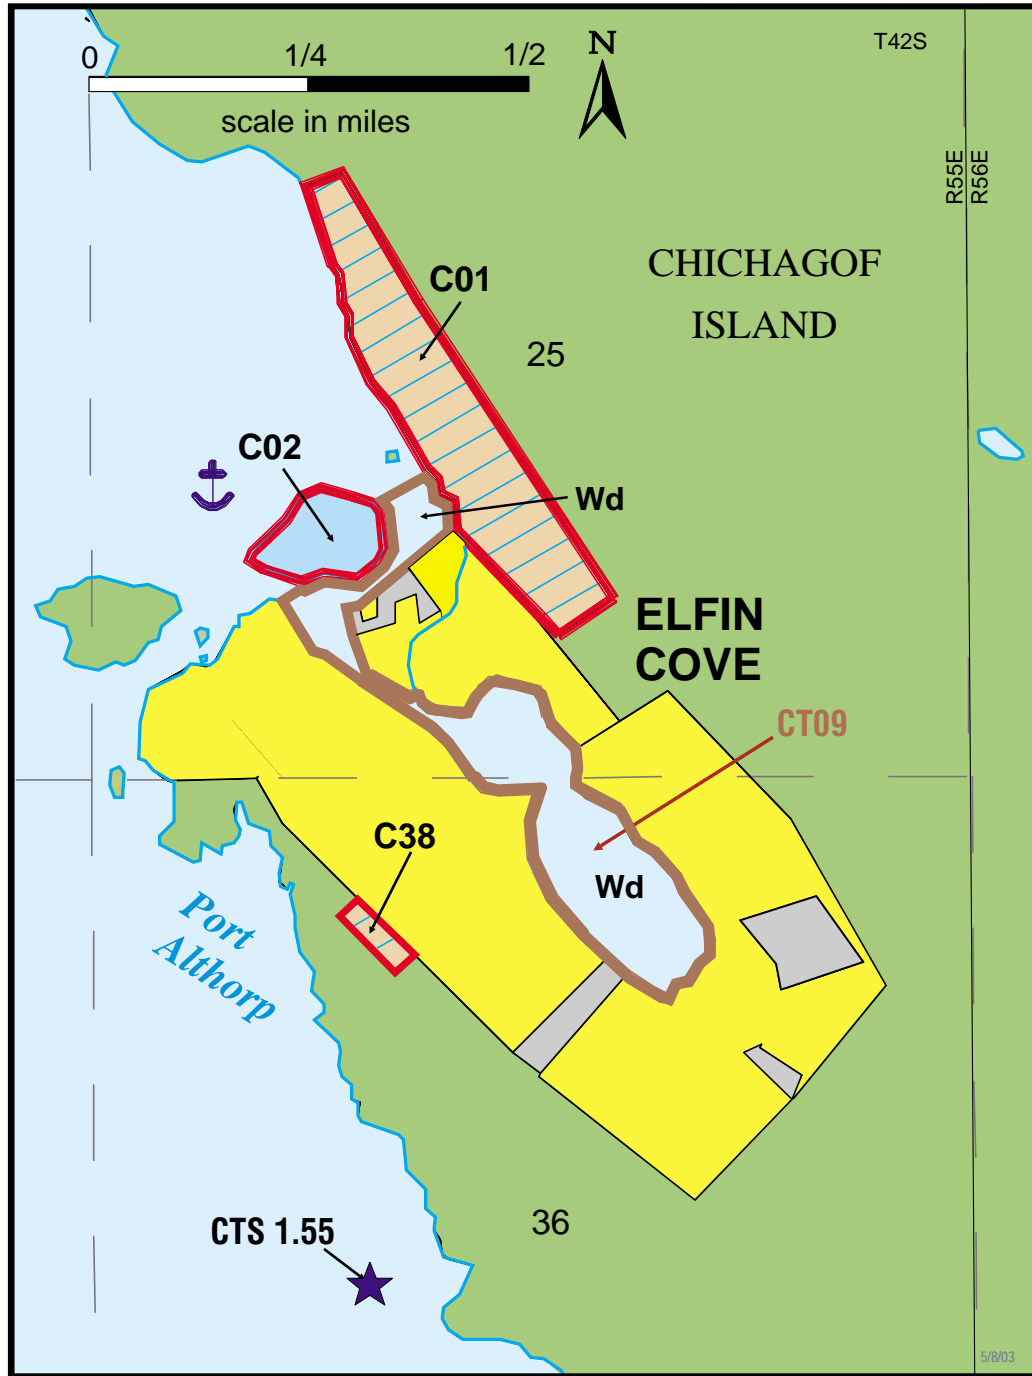 T42S
0 1/4 1/2
N
scale in miles
R55E
R56E
CHICHAGOF
ISLAND
C01
25
C02
Wd
ELFIN
COVE
CT09
C38
Wd
Port
Althorp
36
CTS 1.55
5/8/03